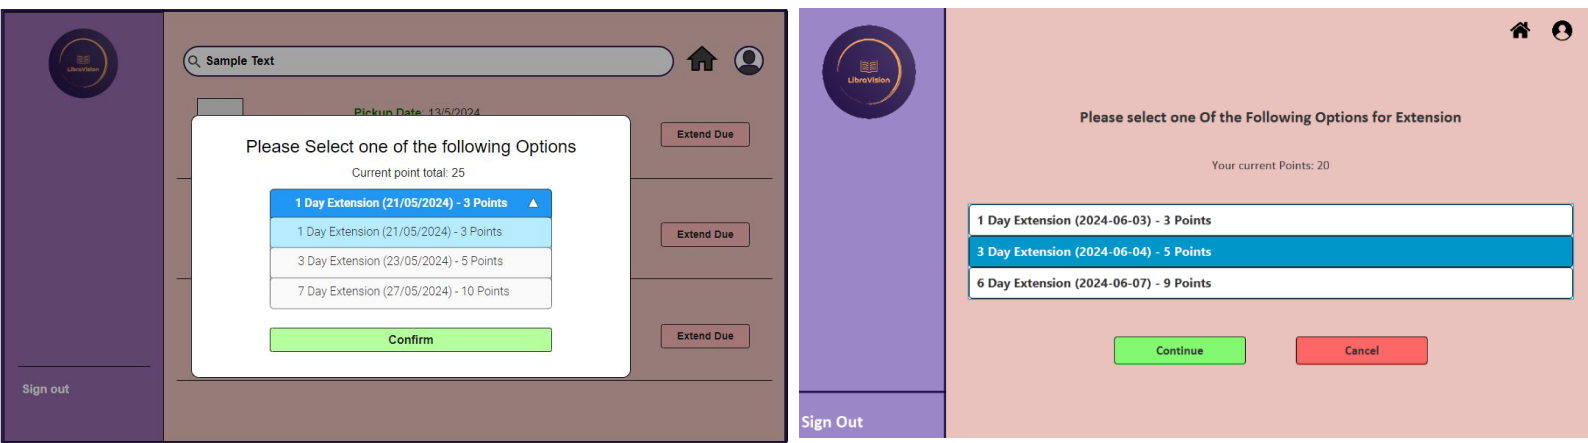 LibroVision
Sample Text
Pickup Date: 13/5/2024
Extend Due
Please Select one of the following Options
Current point total: 25
1 Day Extension (21/05/2024) - 3 Points
1 Day Extension (21/05/2024) - 3 Points
3 Day Extension (23/05/2024) - 5 Points
7 Day Extension (27/05/2024) - 10 Points
Confirm
Extend Due
Extend Due
Sign out
LibroVision
Please select one Of the Following Options for Extension
Your current Points: 20
1 Day Extension (2024-06-03) - 3 Points
3 Day Extension (2024-06-04) - 5 Points
6 Day Extension (2024-06-07) - 9 Points
Continue
Cancel
Sign Out